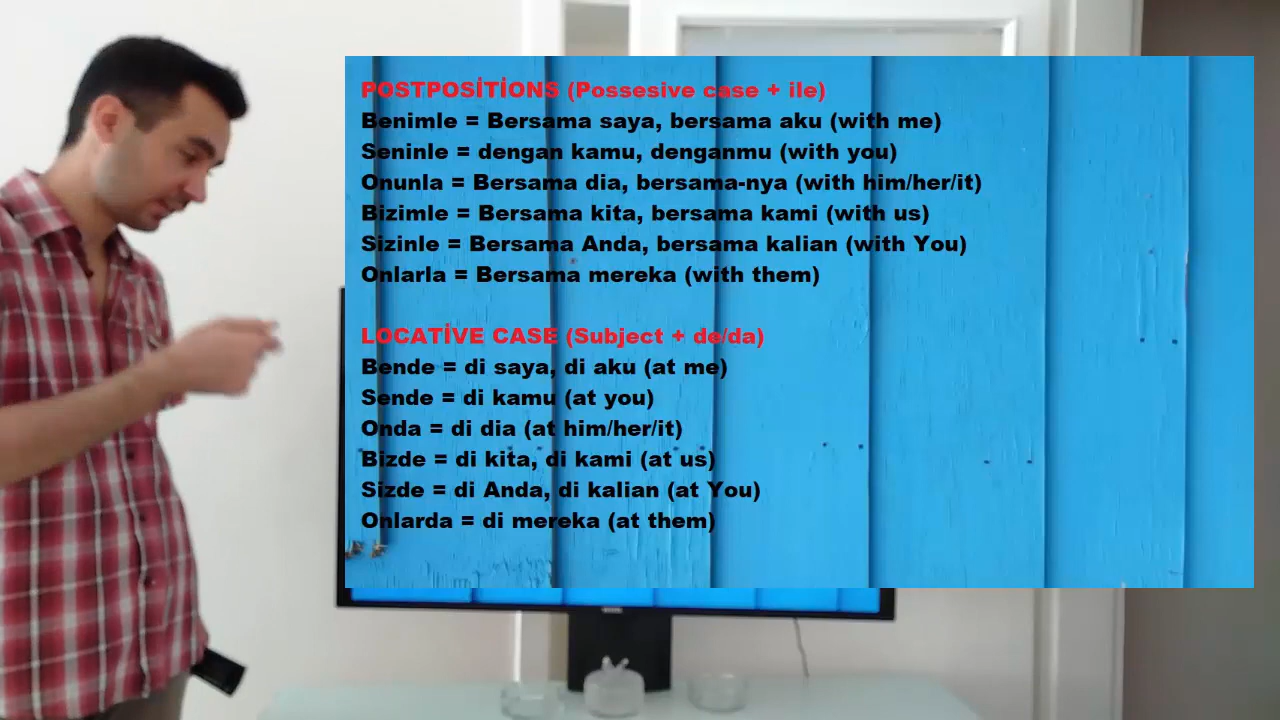 POSTPOSİTİONS (Possesive case + ile)
Benimle = Bersama saya, bersama aku (with me)
Seninle = dengan kamu, denganmu (with you)
Onunla = Bersama dia, bersama-nya (with him/her/it)
Bizimle = Bersama kita, bersama kami (with us)
Sizinle = Bersama Anda, bersama kalian (with You)
Onlarla = Bersama mereka (with them)
LOCATİVE CASE (Subject + de/da)
Bende = di saya, di aku (at me)
Sende = di kamu (at you)
Onda = di dia (at him/her/it)
Bizde = di kita, di kami (at us)
Sizde = di Anda, di kalian (at You)
Onlarda = di mereka (at them)